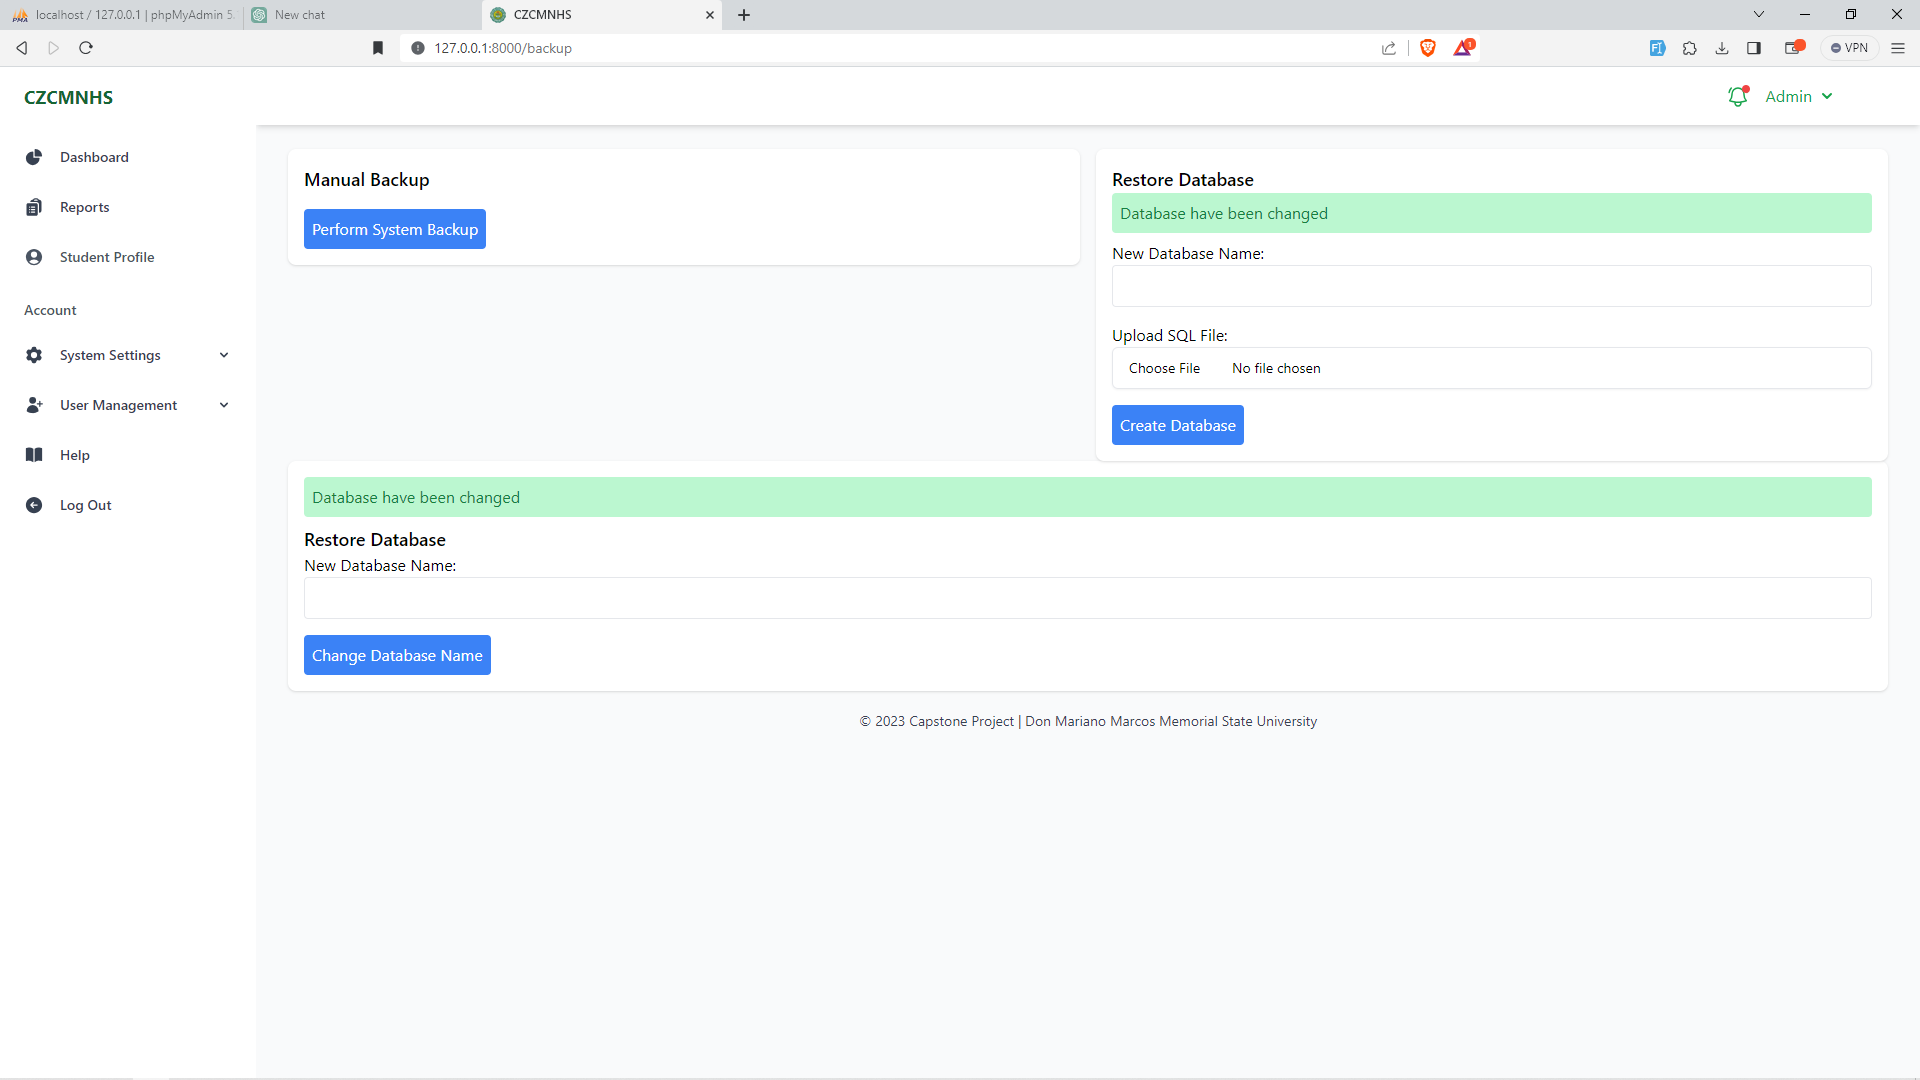 localhost / 127.0.0.1 | phpMyAdmin 5.
New chat
CZCMNHS
127.0.0.1:8000/backup
1
VPN
CZCMNHS
Admin
Dashboard
Reports
Student Profile
Account
System Settings
User Management
Help
Log Out
Manual Backup
Perform System Backup
Restore Database
Database have been changed
New Database Name:
Upload SQL File:
Choose File No file chosen
Create Database
Database have been changed
Restore Database
New Database Name:
Change Database Name
© 2023 Capstone Project | Don Mariano Marcos Memorial State University